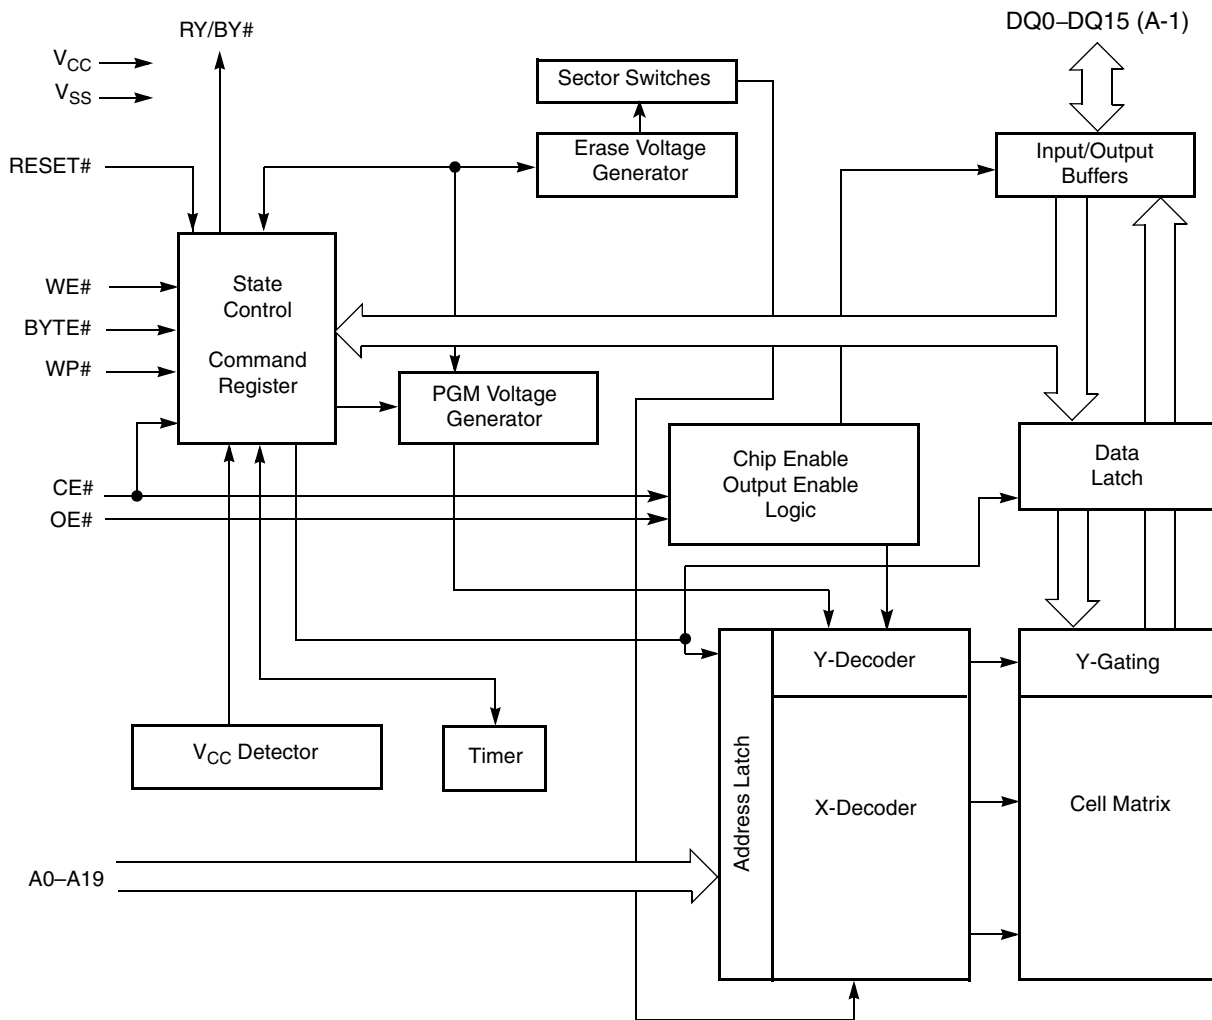 RY/BY#
DQ0–DQ15 (A-1)
VCC
VSS
Sector Switches
RESET#
Erase Voltage
Generator
Input/Output
Buffers
WE#
BYTE#
WP#
State
Control
Command
Register
PGM Voltage
Generator
CE#
OE#
Chip Enable
Output Enable
Logic
Data
Latch
Y-Decoder
Y-Gating
VCC Detector
Timer
Address Latch
X-Decoder
Cell Matrix
A0–A19